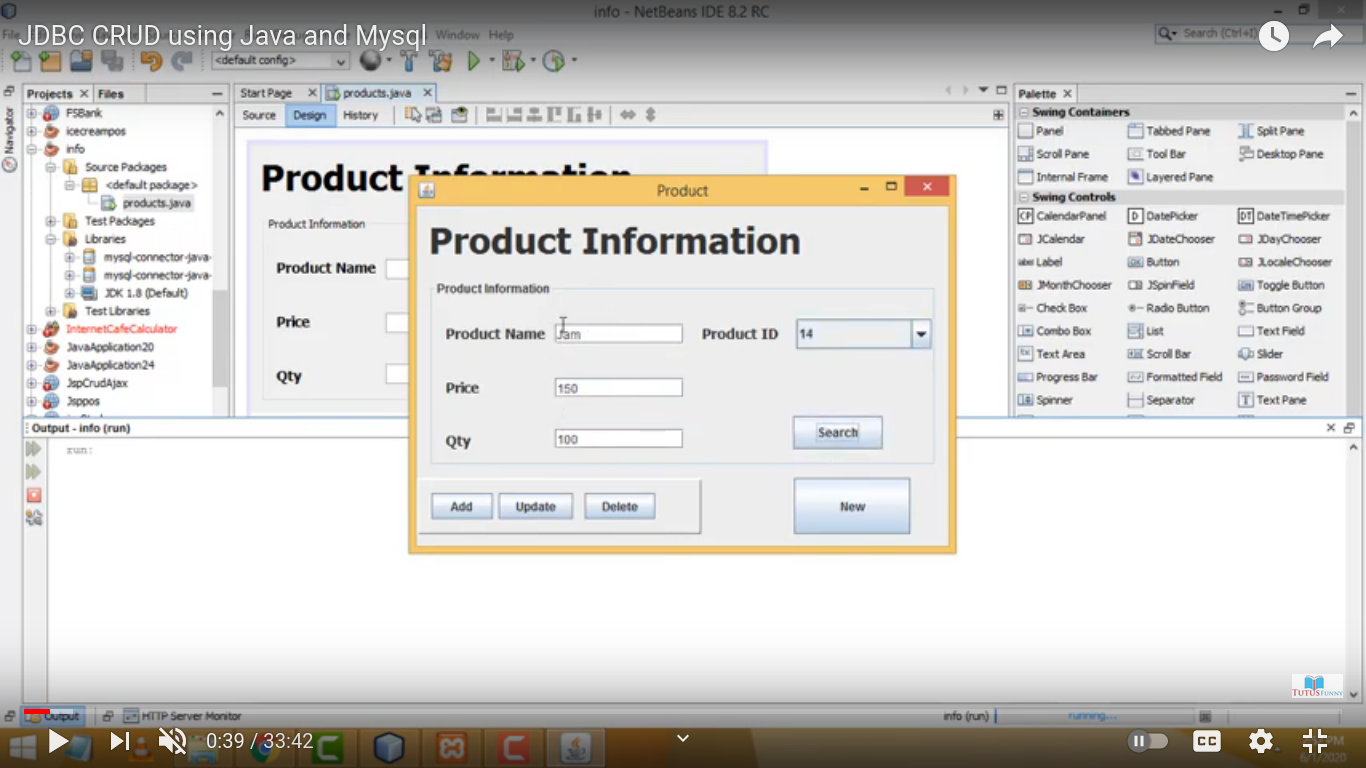 info - NetBeans IDE 8.2 RC
JDBC CRUD using Java and Mysql
Window Help
Search (Ctrl+I)
<default config>
Projects
Files
Start Page
products.java
Palette
Navigator
Source
Design
History
FSBank
icecreampos
info
Source Packages
<default package>
products.java
Test Packages
Libraries
mysql-connector-java-
mysql-connector-java-
JDK 1.8 (Default)
Test Libraries
InternetCafeCalculator
JavaApplication20
JavaApplication24
JspCrudAjax
Jsppos
Product Information
Product Information
Product Name
Price
Qty
Product
Product Information
Product Information
Product Name Jam Product ID 14
Price 150
Qty 100
Search
Add Update Delete New
Swing Containers
Panel Tabbed Pane Split Pane
Scroll Pane Tool Bar Desktop Pane
Internal Frame Layered Pane
Swing Controls
CalendarPanel DatePicker DateTimePicker
JCalendar JDateChooser JDayChooser
label Label Button JLocaleChooser
JMonthChooser JSpinField Toggle Button
Check Box Radio Button Button Group
Combo Box List Text Field
Text Area Scroll Bar Slider
Progress Bar Formatted Field Password Field
Spinner Separator Text Pane
Output - info (run)
run:
TUTUSFUNNY
Output
HTTP Server Monitor
info (run)
running...
0:39 / 33:42
CC
PM
6/1/2020